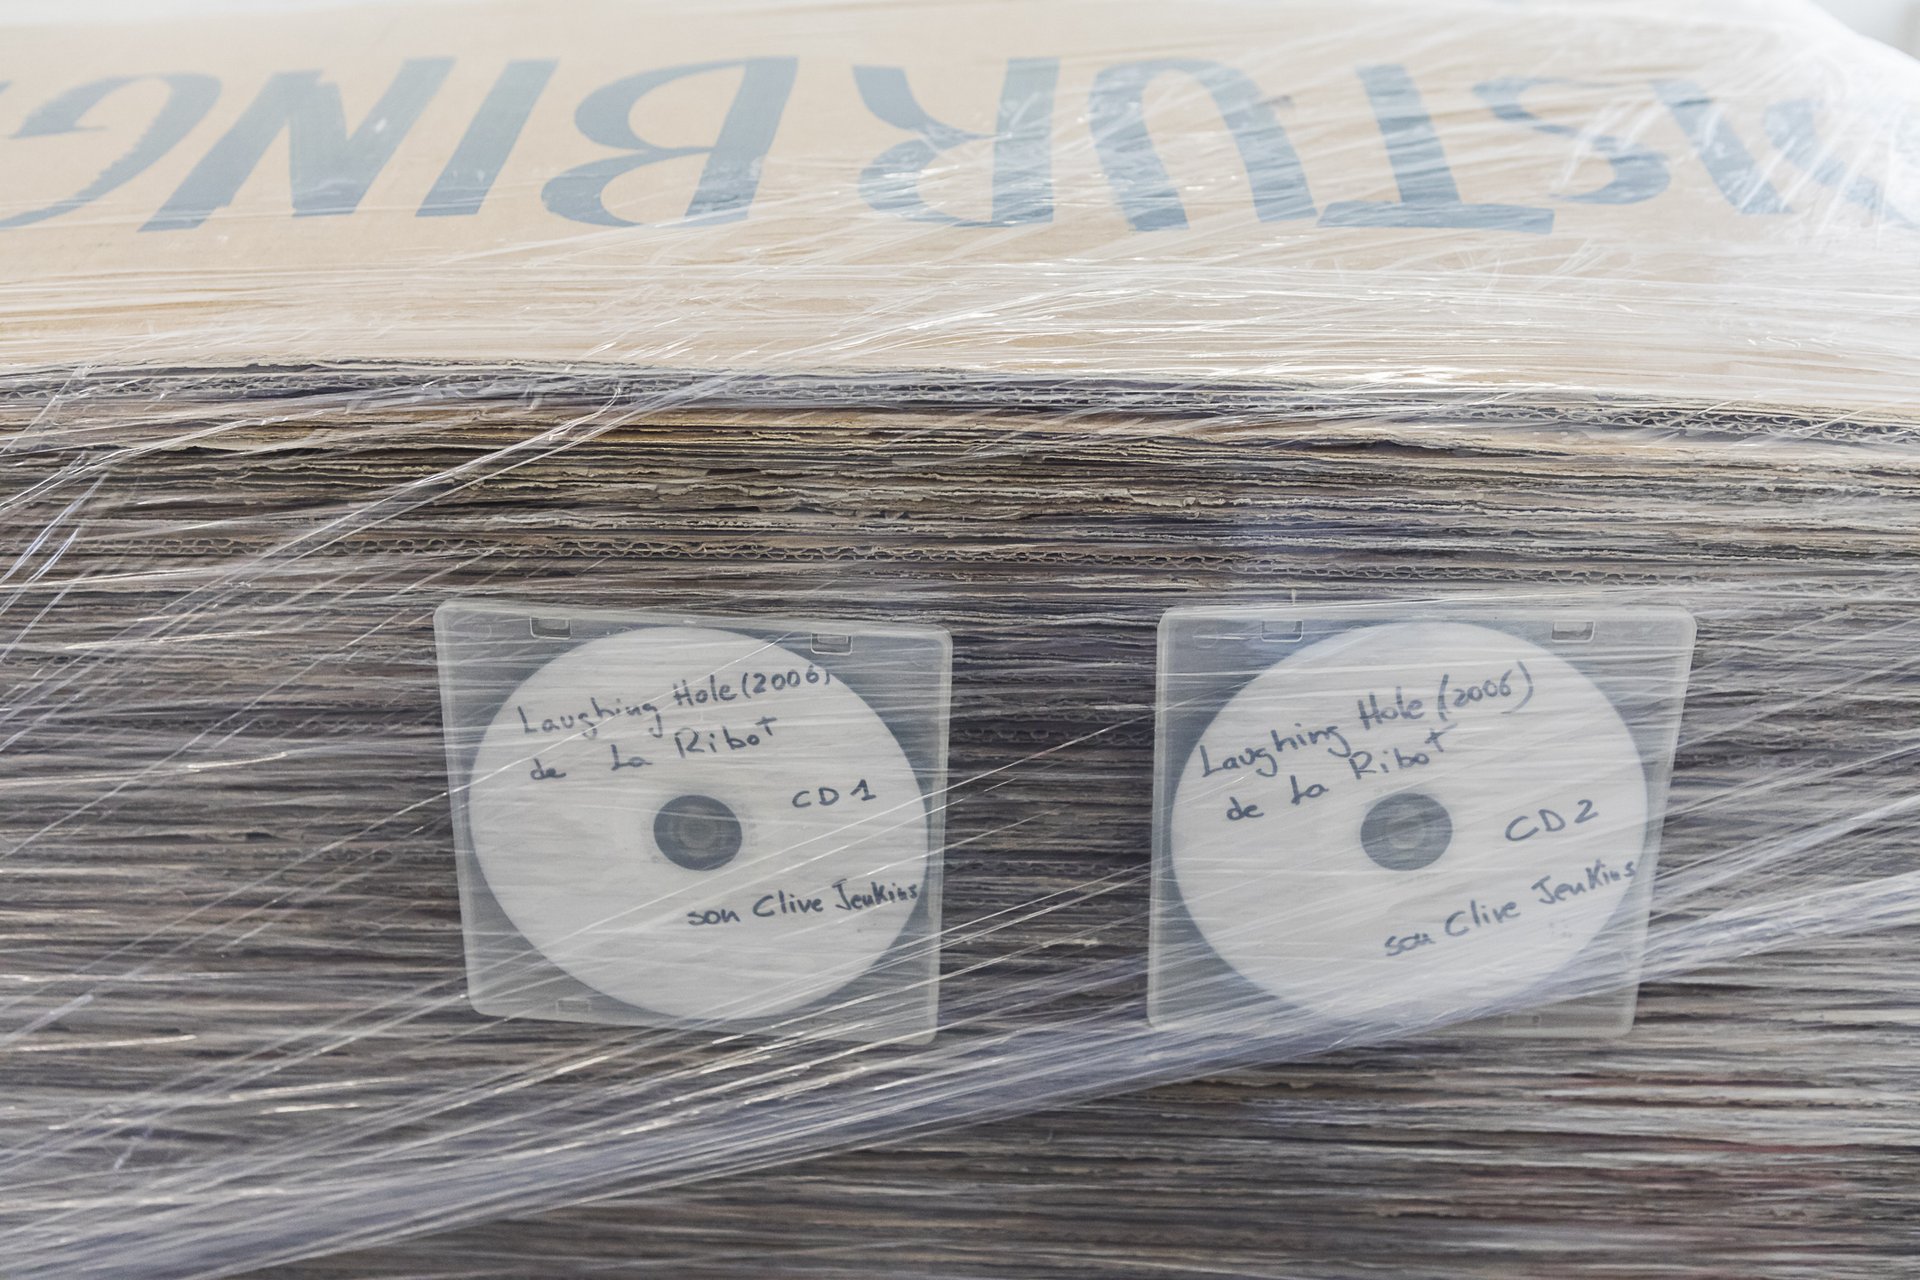 ASTURBING
Laughing Hole (2006)
de La Ribot
CD 1
son Clive Jenkins
Laughing Hole (2006)
de La Ribot
CD 2
son Clive Jenkins